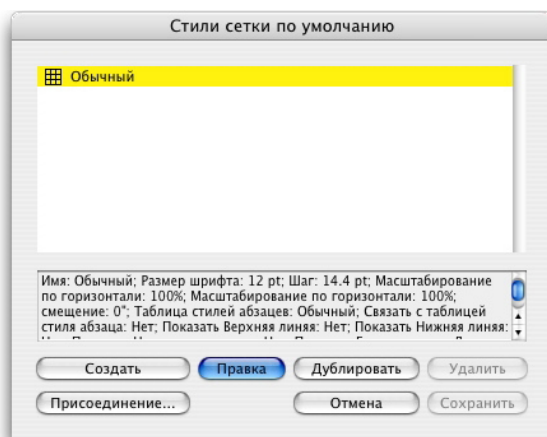 Стили сетки по умолчанию
Обычный
Имя: Обычный; Размер шрифта: 12 pt; Шаг: 14.4 pt; Масштабирование
по горизонтали: 100%; Масштабирование по горизонтали: 100%;
смещение: 0"; Таблица стилей абзацев: Обычный; Связать с таблицей
стиля абзаца: Нет; Показать Верхняя линия: Нет; Показать Нижняя линия:
Создать Правка Дублировать Удалить
Присоединение... Отмена Сохранить